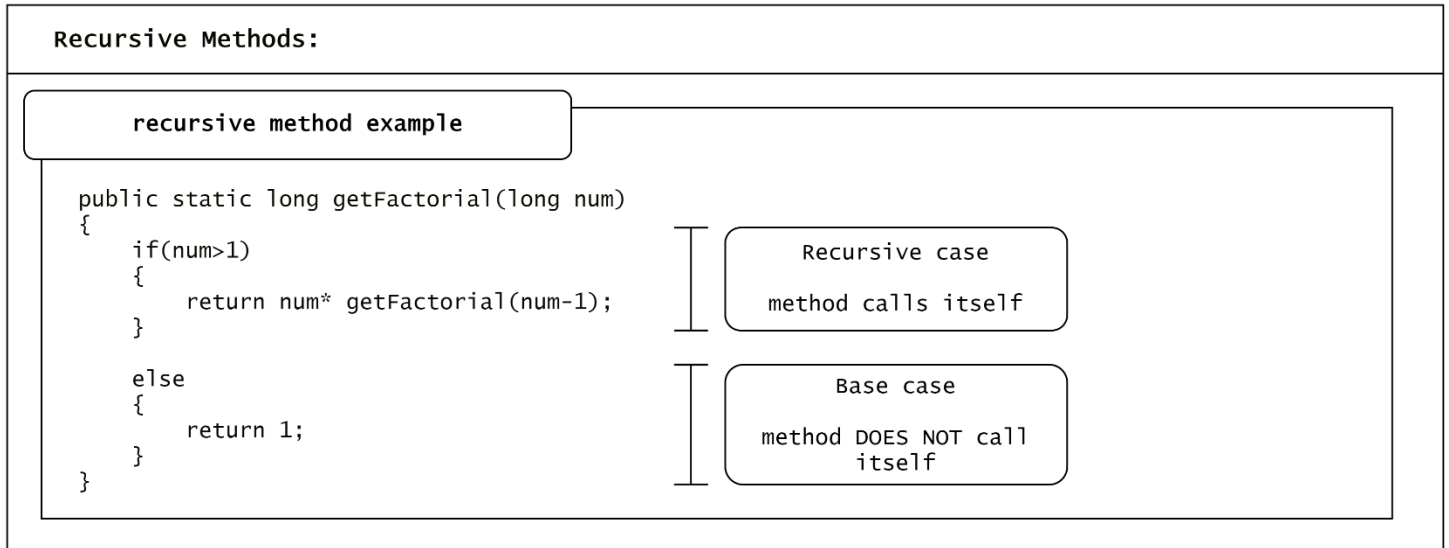 Recursive Methods:
recursive method example
public static long getFactorial(long num)
{
if(num>1)
{
return num* getFactorial(num-1);
}
else
{
return 1;
}
}
Recursive case
method calls itself
Base case
method DOES NOT call
itself